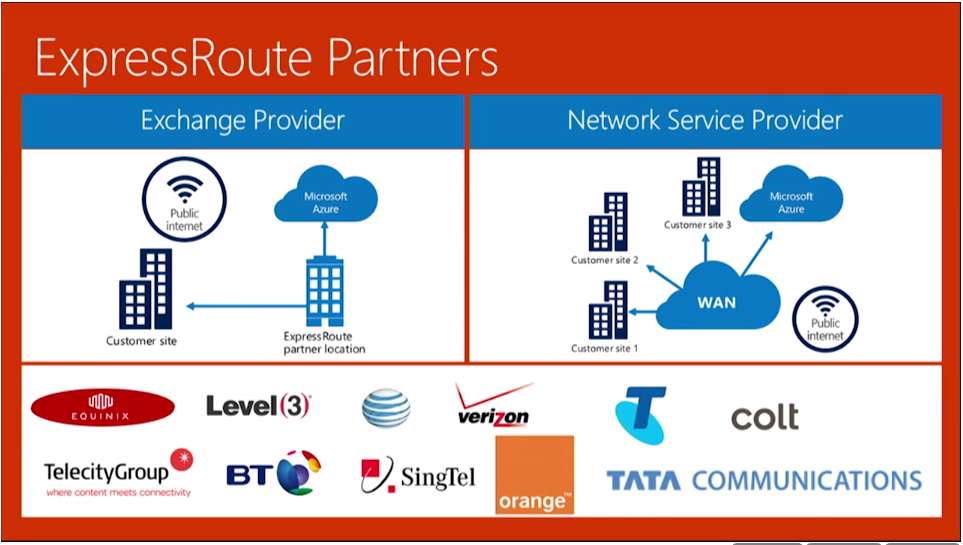 ExpressRoute Partners
Exchange Provider
Public
internet
Microsoft
Azure
Customer site
ExpressRoute
partner location
Network Service Provider
Customer site 3
Microsoft
Azure
Customer site 2
WAN
Public
internet
Customer site 1
EQUINIX
Level(3)®
verizon
T
colt
TelecityGroup
where content meets connectivity
BT
SingTel
orange™
TATA COMMUNICATIONS